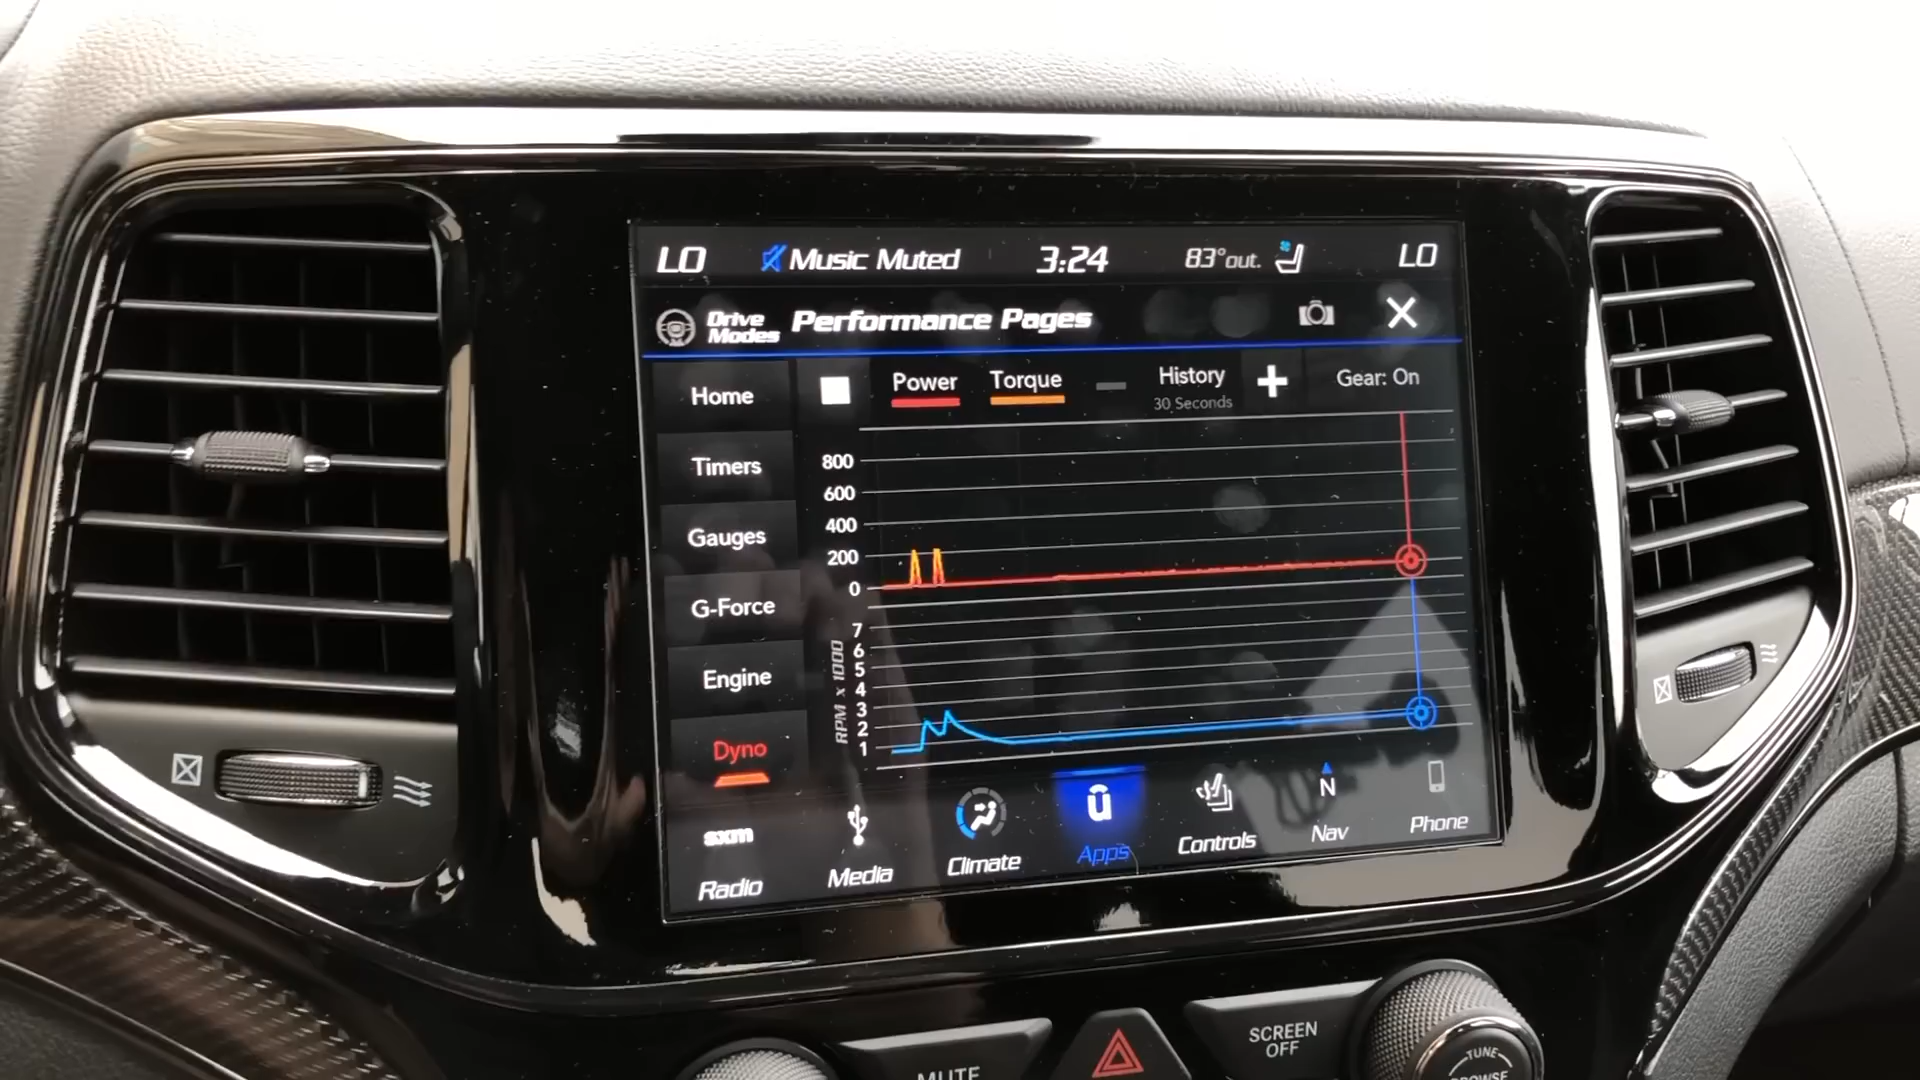 LO Music Muted 3:24 83°out. LO
Drive Modes Performance Pages
Home
Timers
Gauges
G-Force
Engine
Dyno
Power Torque History Gear: On
30 Seconds
800
600
400
200
0
7
6
5
4
3
2
1
RPM x 1000
sxm
N
Radio Media Climate Apps Controls Nav Phone
MUTE
SCREEN
OFF
TUNE
BROWSE